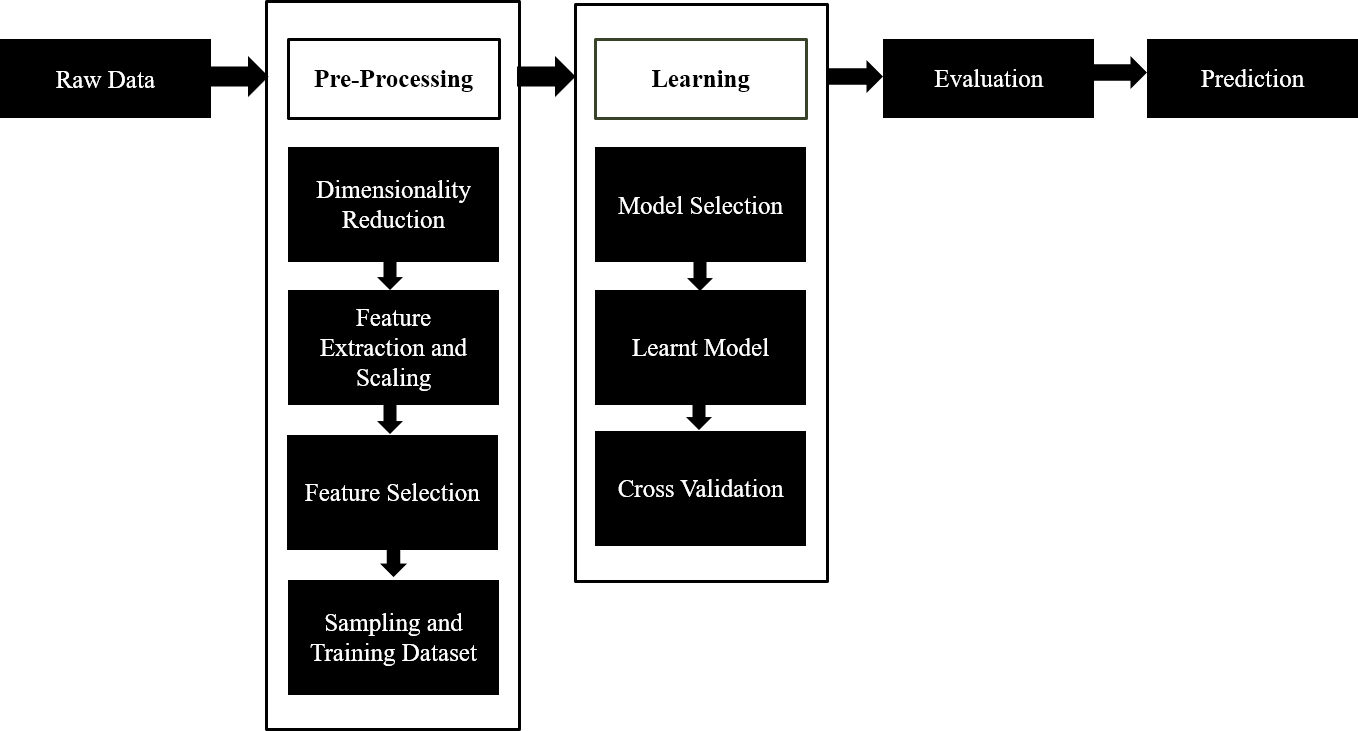 Raw Data
Pre-Processing
Dimensionality
Reduction
Feature
Extraction and
Scaling
Feature Selection
Sampling and
Training Dataset
Learning
Model Selection
Learnt Model
Cross Validation
Evaluation
Prediction